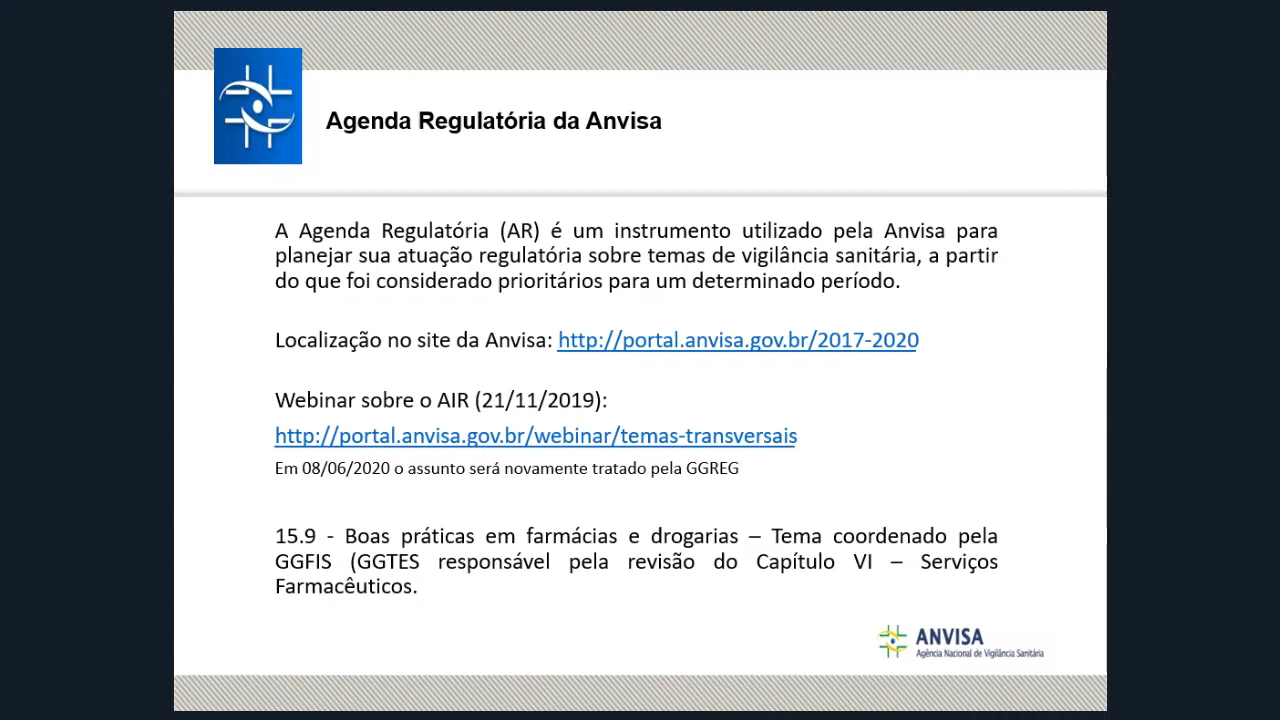 Agenda Regulatória da Anvisa
A Agenda Regulatória (AR) é um instrumento utilizado pela Anvisa para
planejar sua atuação regulatória sobre temas de vigilância sanitária, a partir
do que foi considerado prioritários para um determinado período.
Localização no site da Anvisa: http://portal.anvisa.gov.br/2017-2020
Webinar sobre o AIR (21/11/2019):
http://portal.anvisa.gov.br/webinar/temas-transversais
Em 08/06/2020 o assunto será novamente tratado pela GGREG
15.9 - Boas práticas em farmácias e drogarias – Tema coordenado pela
GGFIS (GGTES responsável pela revisão do Capítulo VI – Serviços
Farmacêuticos.
ANVISA
Agência Nacional de Vigilância Sanitária